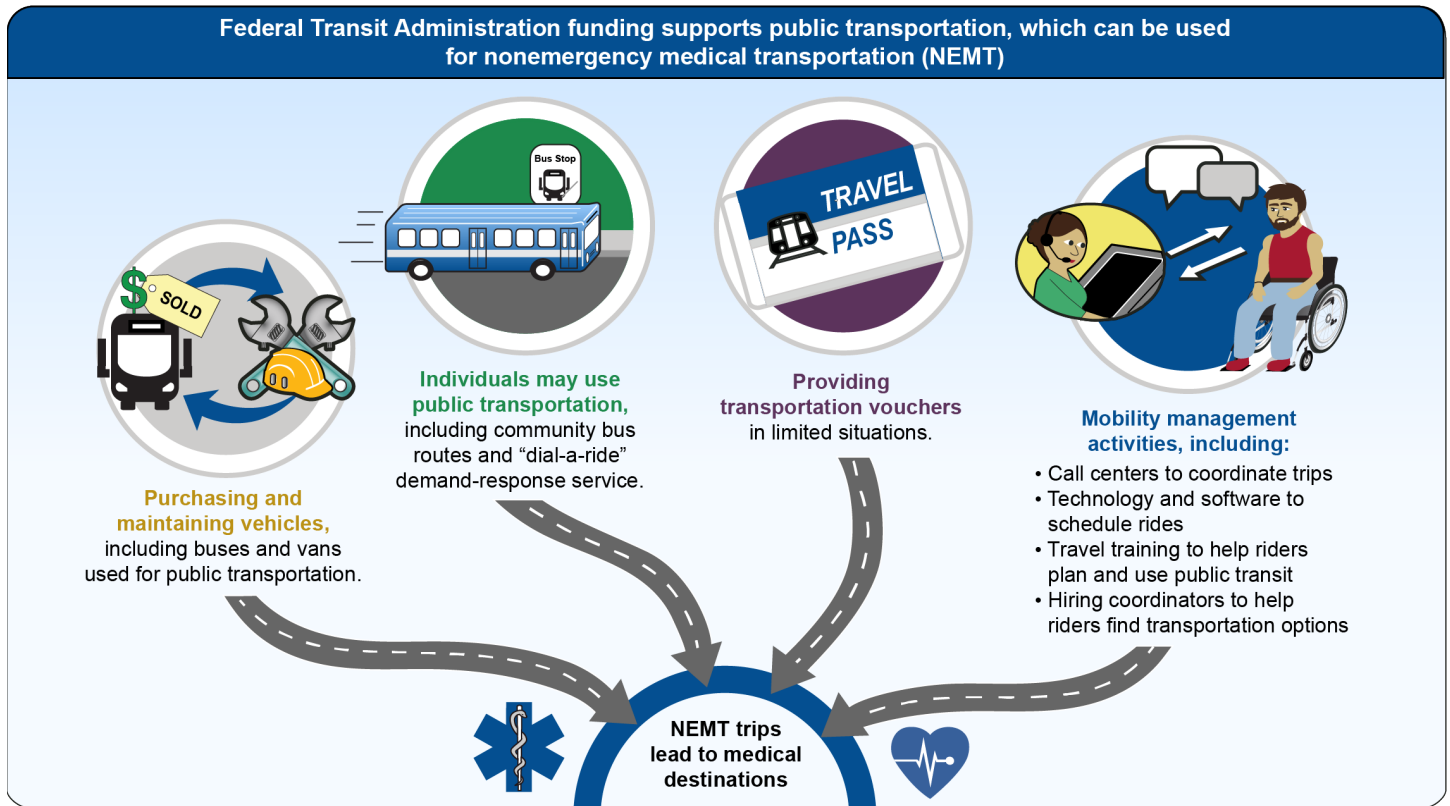 Federal Transit Administration funding supports public transportation, which can be used
for nonemergency medical transportation (NEMT)
$
SOLD
Purchasing and
maintaining vehicles,
including buses and vans
used for public transportation.
Bus Stop
Individuals may use
public transportation,
including community bus
routes and “dial-a-ride”
demand-response service.
TRAVEL
PASS
Providing
transportation vouchers
in limited situations.
Mobility management
activities, including:
• Call centers to coordinate trips
• Technology and software to
schedule rides
• Travel training to help riders
plan and use public transit
• Hiring coordinators to help
riders find transportation options
NEMT trips
lead to medical
destinations